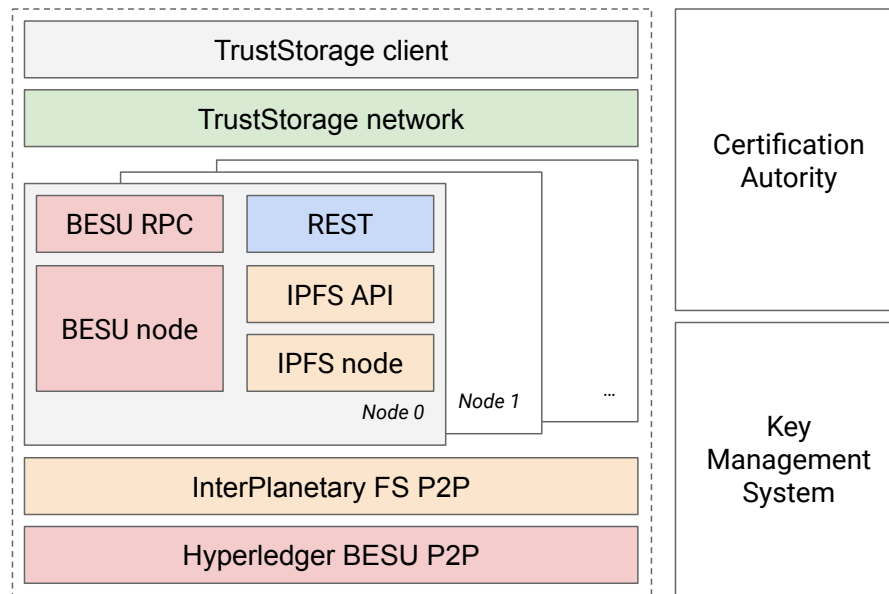 TrustStorage client
TrustStorage network
BESU RPC
REST
BESU node
IPFS API
IPFS node
Node 0
Node 1
...
InterPlanetary FS P2P
Hyperledger BESU P2P
Certification
Autority
Key
Management
System